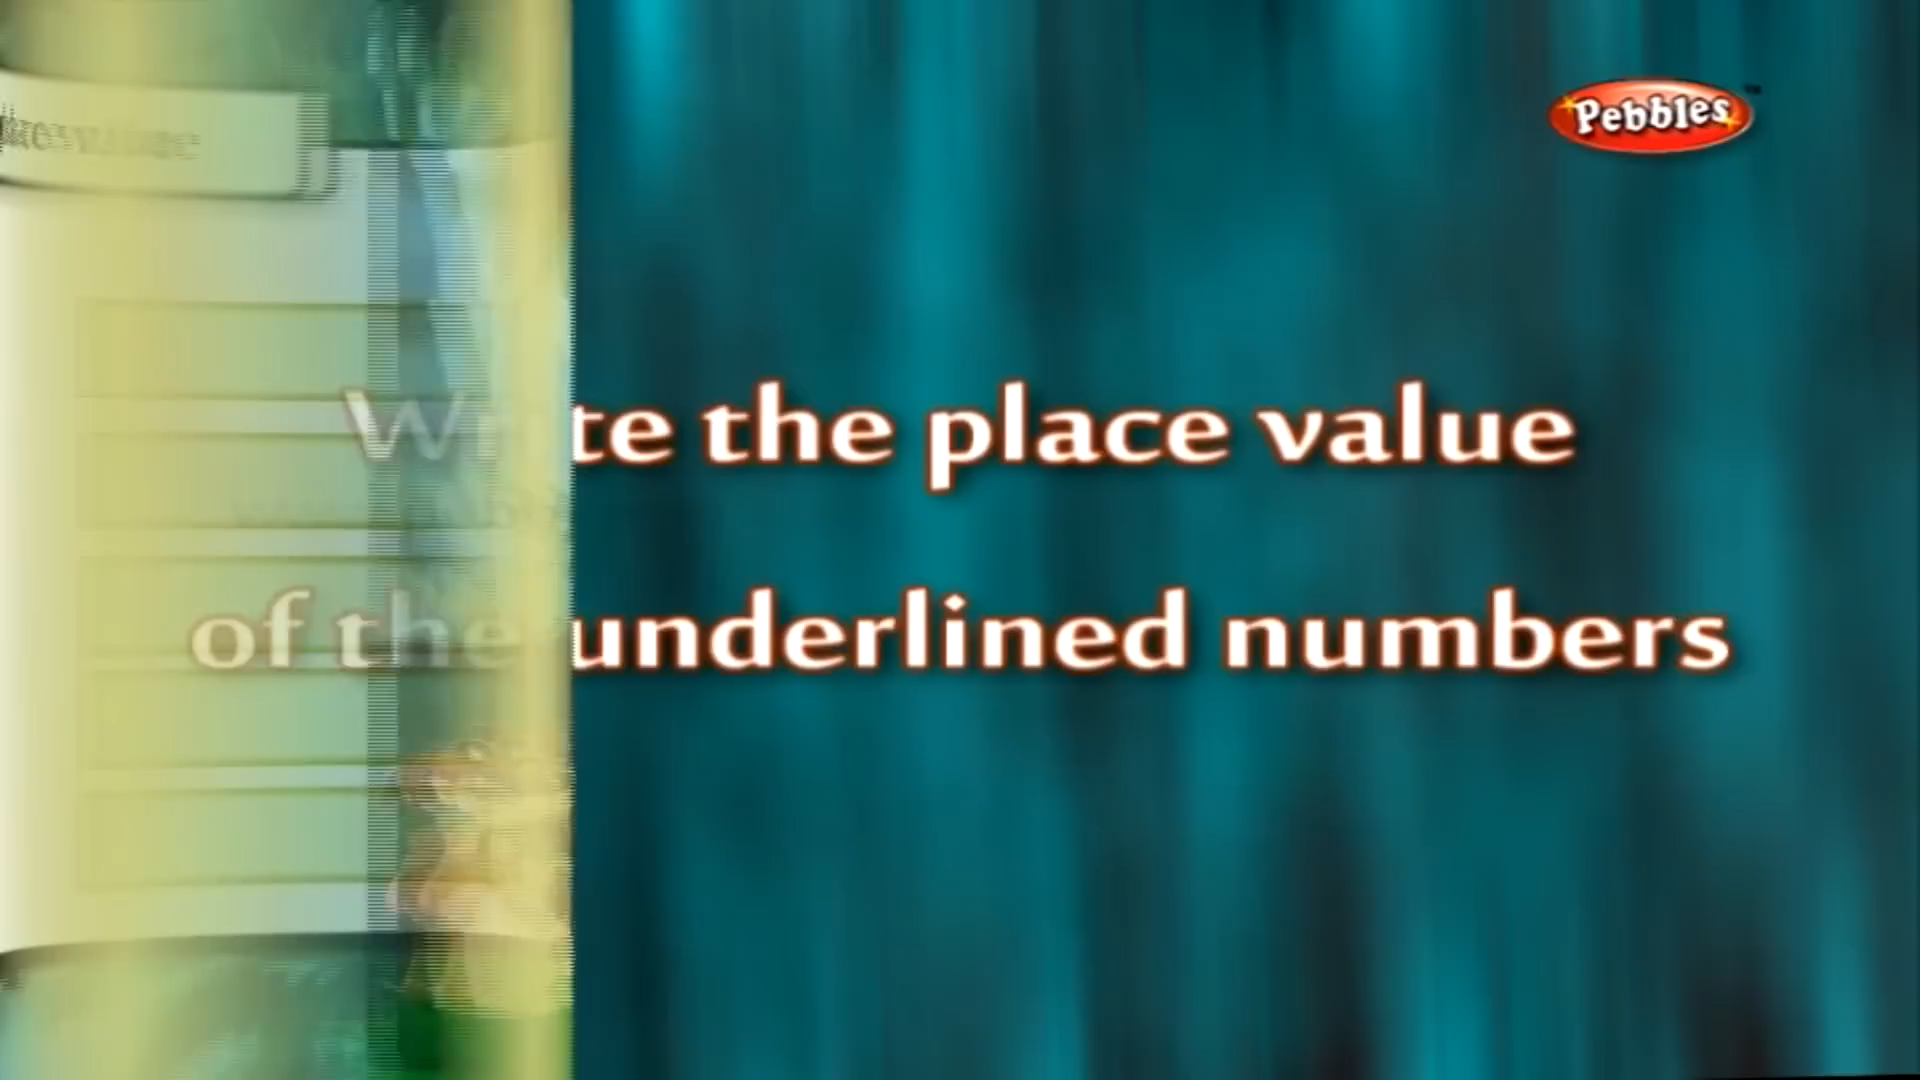 Pebbles
Write the place value
of the underlined numbers